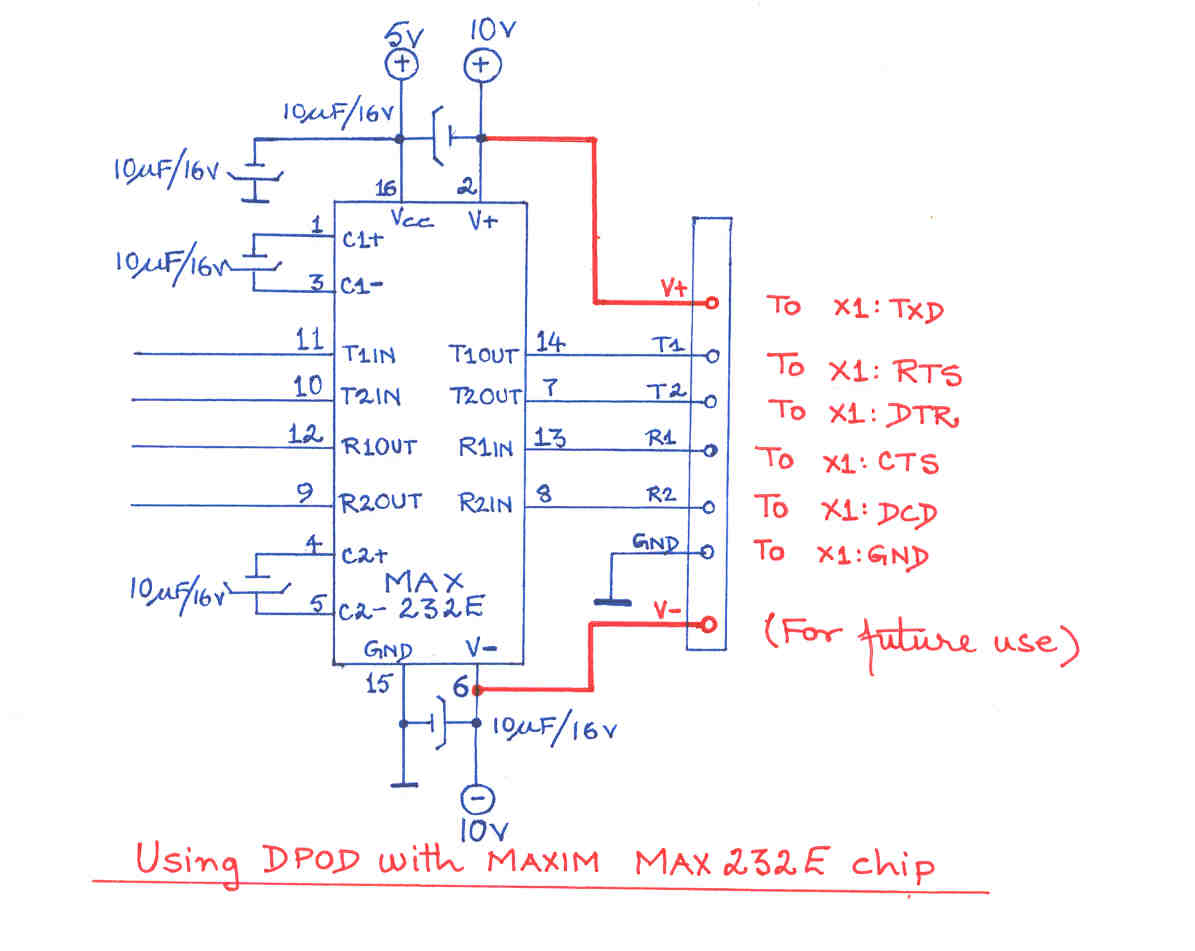 5V 10V
10µF/16V
10µF/16V
16 2
Vcc V+
1 C1+
10µF/16V
3 C1-
V+ To X1: TXD
11 T1IN T1OUT 14 T1 To X1: RTS
10 T2IN T2OUT 7 T2 To X1: DTR
12 R1OUT R1IN 13 R1 To X1: CTS
9 R2OUT R2IN 8 R2 To X1: DCD
GND To X1: GND
4 C2+
MAX
10µF/16V
5 C2- 232E
V- (For future use)
GND V-
15 6
10µF/16V
10V
Using DPOD with MAXIM MAX 232E chip